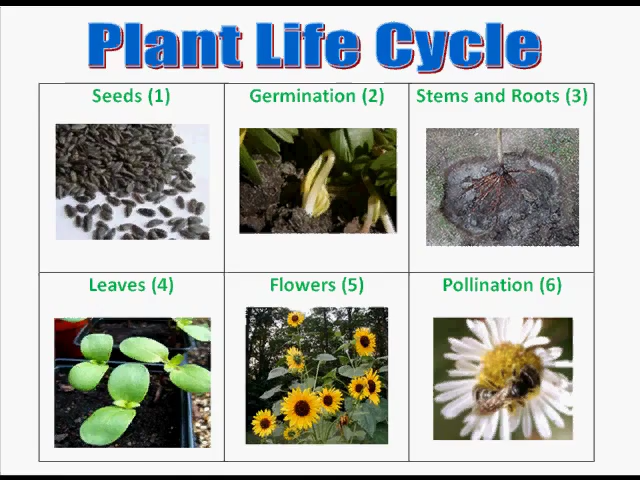 Plant Life Cycle
Seeds (1)
Germination (2)
Stems and Roots (3)
Leaves (4)
Flowers (5)
Pollination (6)